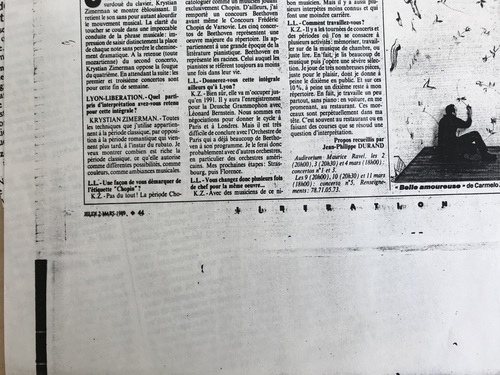 vurdout du clavier, Krystian
Zimerman se montre éblouissant. Il
retient le son sans pour autant alourdir
le mouvement musical. La clarté du
toucher se coule dans une impeccable
conduite de la phrase musicale: im-
pression de saisir distinctement la place
de chaque note sans perdre le chemine-
ment dramatique. A la retenue (toute
mozartienne) du second concerto,
Krystian Zimerman oppose la fougue
du quatrième. En attendant la suite: les
premier et troisième concertos sont
pour cette fin de semaine.
LYON-LIBERATION.- Quel parti-
pris d'interprétation avez-vous retenu
pour cette intégrale?
KRYSTIAN ZIMERMAN.- Toutes
les techniques que j'utilise appartien-
nent à la période classique, par opposi-
tion à la période romantique qui inter-
vient plus tard, à l'instar du rubato. Je
veux montrer combien est riche la
période classique, ce qu'elle autorise
comme différentes possibilités, comme
couleurs, comme ambiances musicales.
L.L.- Une façon de vous démarquer de
l'étiquette "Chopin"?
K.Z.- Pas du tout! La période Cho-
cataloguer comme un musicien jouant
exclusivement Chopin. D'ailleurs, j'ai
remporté un concours Beethoven
avant même le Concours Frédéric
Chopin de Varsovie. Les cinq concer-
tos de Beethoven représentent une
oeuvre majeure du répertoire. Ils ap-
partiennent à une grande époque de la
littérature pianistique. Beethoven en
représente les racines. Celui auquel les
pianistes se réfèrent toujours au moins
une fois dans leur vie.
L.L.- Donnerez-vous cette intégrale
ailleurs qu'à Lyon?
K.Z.- Bien sûr, elle va m'occuper jus-
qu'en 1991. Il y aura l'enregistrement
pour la Deutsche Grammophon avec
Léonard Bernstein. Nous sommes en
négociations pour donner le cycle à
Paris et à Londres. Mais il est très
difficile de conclure avec l'Orchestre de
Paris qui a déjà beaucoup de Beetho-
ven à son programme. Je le ferai donc
probablement avec d'autres orchestres,
en particulier des orchestres améri-
cains. Mes prochaines étapes: Stras-
bourg, puis Florence.
L.L.- Vous changez donc plusieurs fois
de chef pour la même oeuvre...
K.Z.- Avec des musiciens de ce ni-
bon musicien. Mais il y a aussi plu-
sieurs interprètes moins connus et qui
font une moindre carrière.
L.L.- Comment travaillez-vous?
K.Z.- Il y a les tournées de concerts et
des périodes où l'on se consacre à
plusieurs activités: mémoriser, travail-
ler sur de la musique de chambre, ou
juste lire. En fait, je lis beaucoup de
musique puis j'opère une sévère sélec-
tion. Je joue de très nombreuses pièces,
juste pour le plaisir, dont je donne à
peine le dixième en public. Et sur ces
10%, à peine un dixième reste à mon
répertoire. En fait, je travaille un peu
partout, sans piano: en voiture, en me
promenant, au restaurant. Ces mor-
ceaux sont perpétuellement dans ma
tête. C'est souvent au restaurant ou en
faisant des courses que se résoud une
question d'interprétation.
Propos recueillis par
Jean-Philippe DURAND
Auditorium Maurice Ravel, les 2
(20h00), 3 (20h30) et 4 mars (18h00):
concertos n°1 et 3.
Les 9 (20h00), 10 (20h30) et 11 mars
(18h00): concerto n°5. Renseigne-
ments: 78.71.05.73.
«Belle amoureuse» de Carmelo
JEUDI 2 MARS 1989 46
LIBERATION